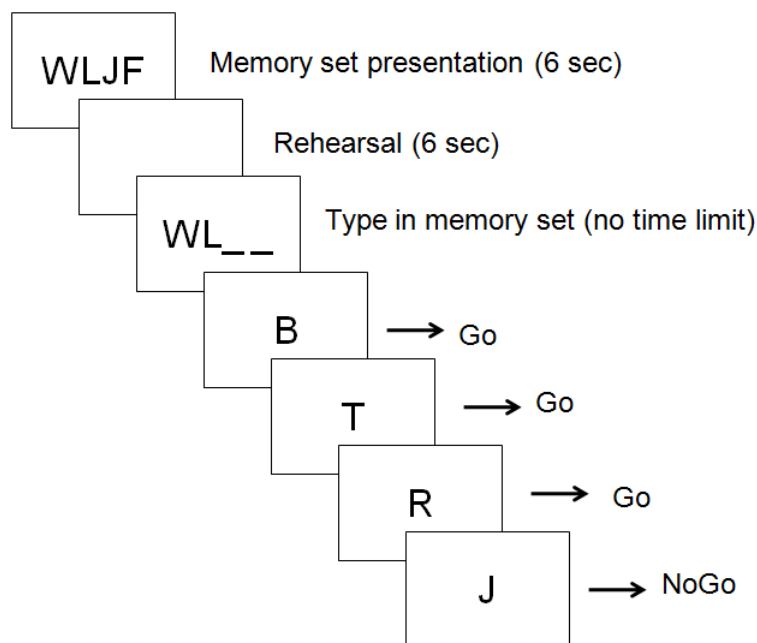 WLJF
Memory set presentation (6 sec)
Rehearsal (6 sec)
WL_ _
Type in memory set (no time limit)
B
Go
T
Go
R
Go
J
NoGo